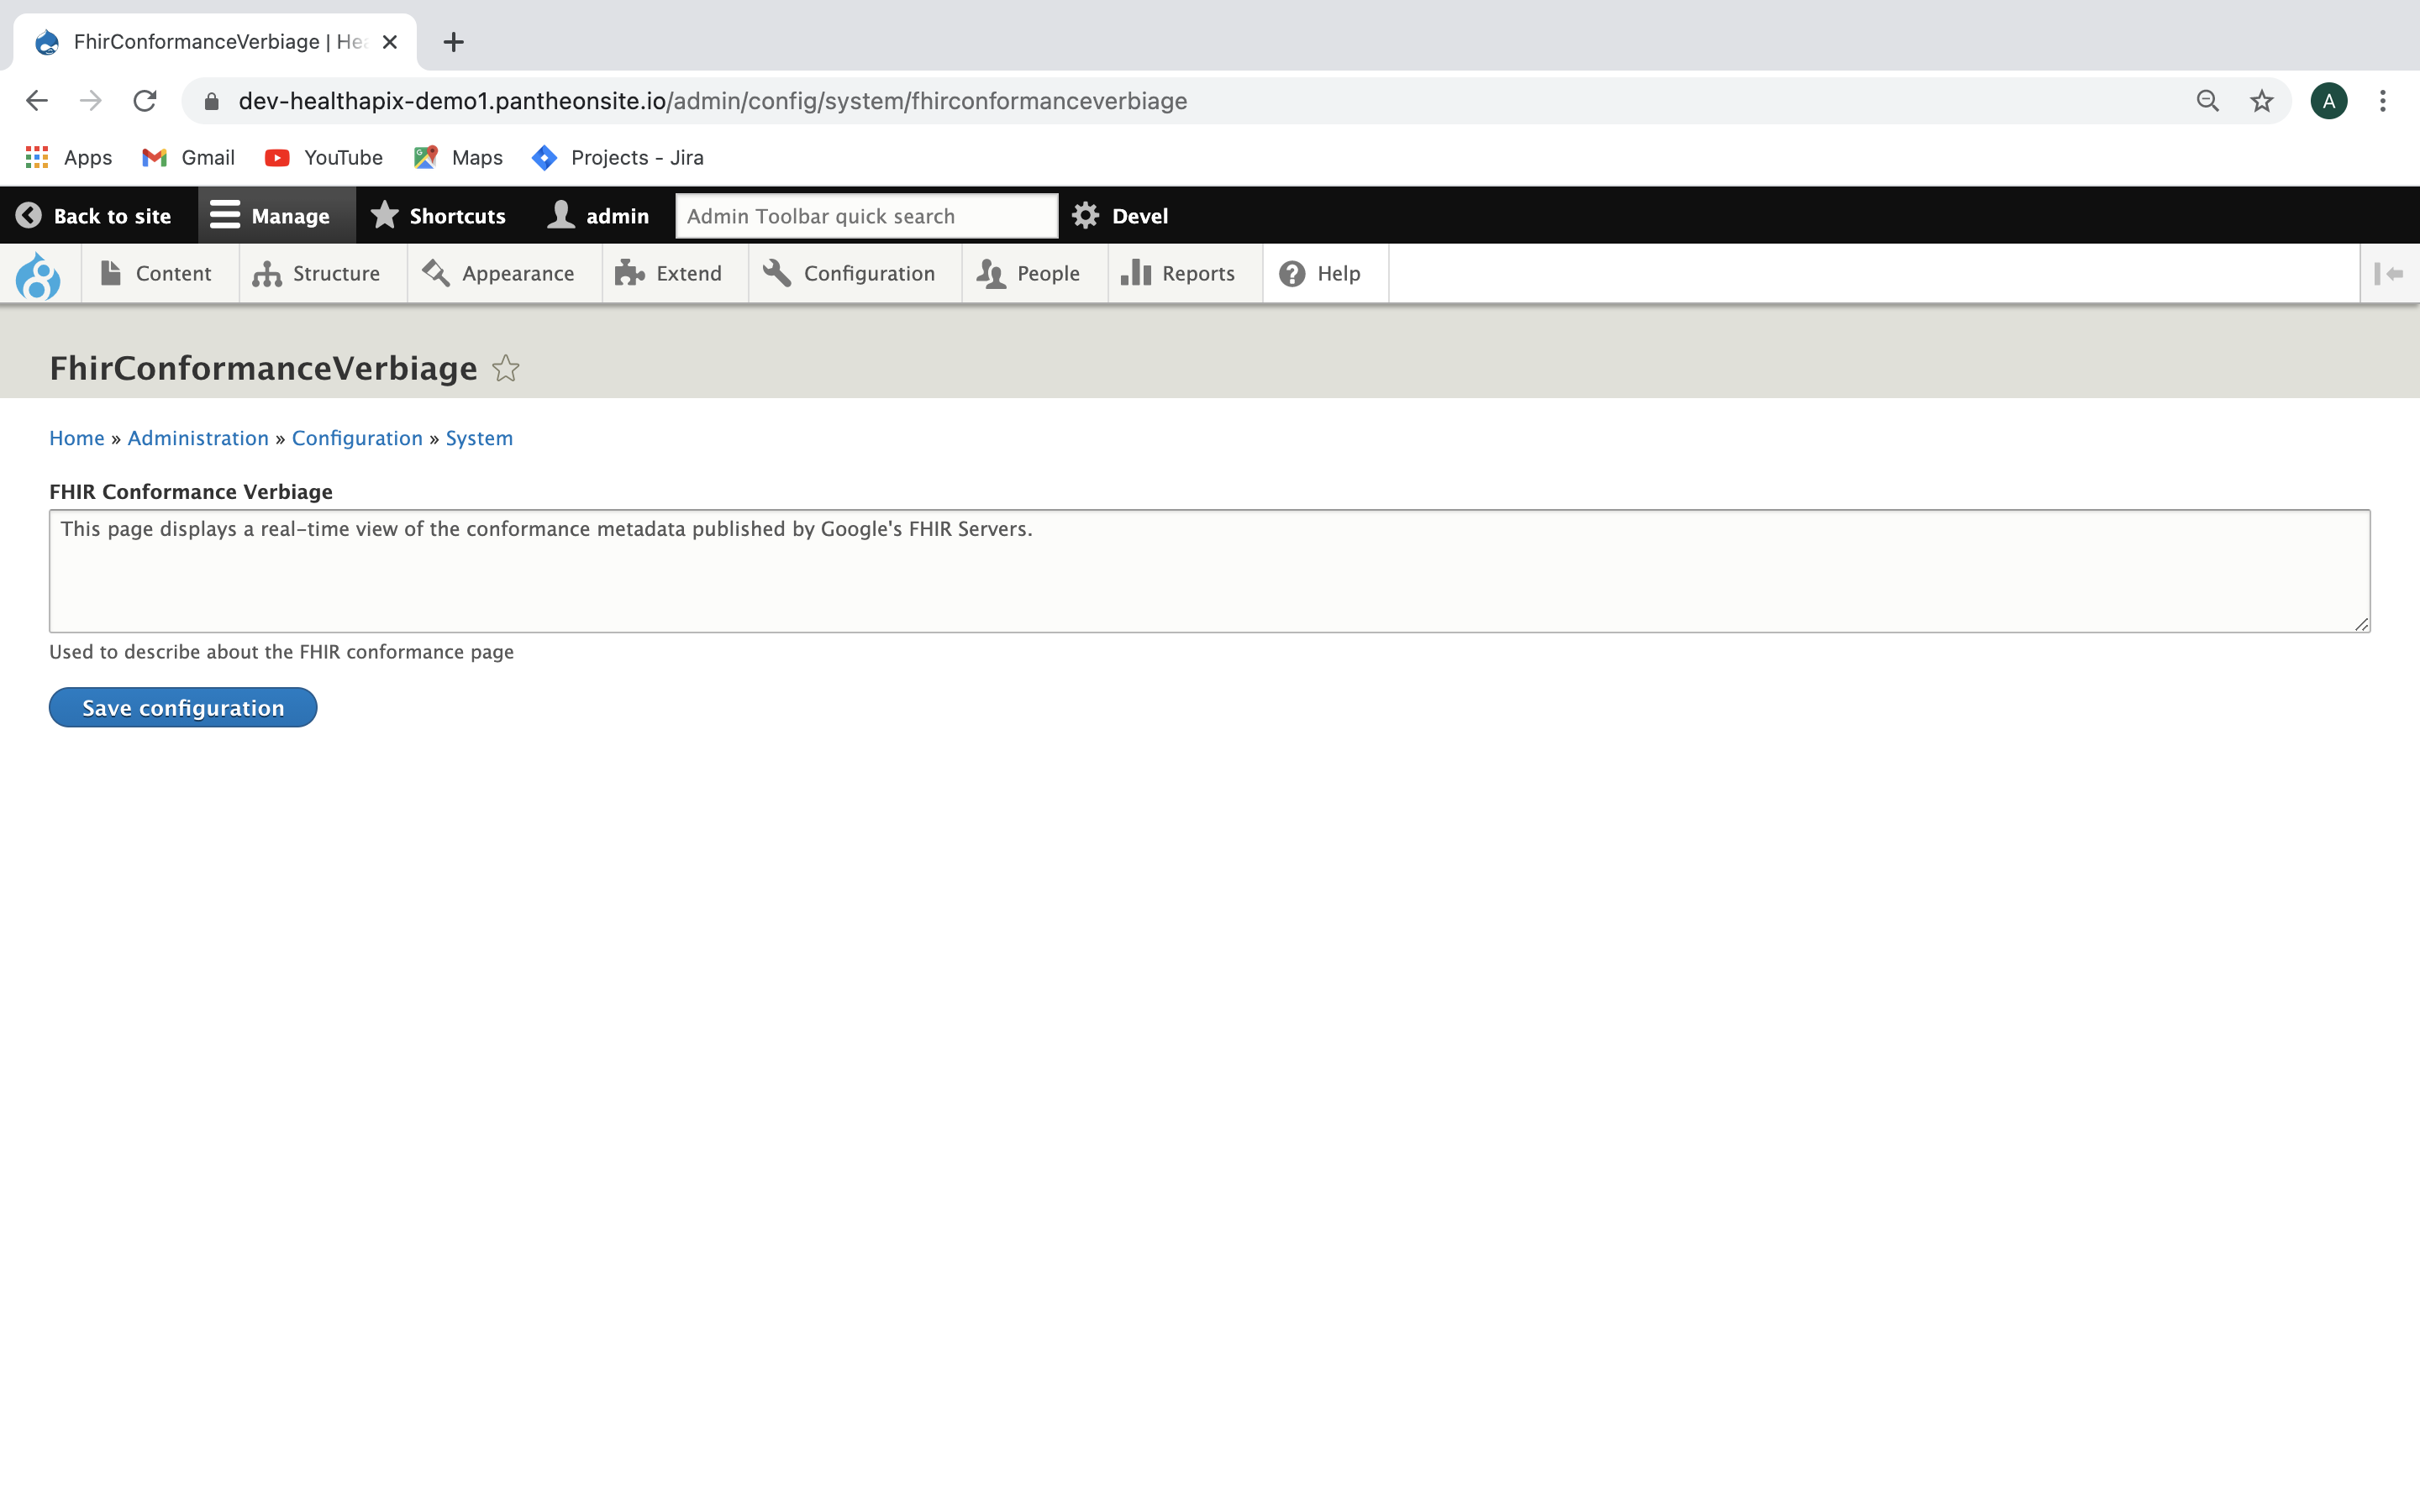 FhirConformanceVerbiage | Hea
dev-healthapix-demo1.pantheonsite.io/admin/config/system/fhirconformanceverbiage
A
Apps Gmail YouTube Maps Projects - Jira
Back to site Manage Shortcuts admin Admin Toolbar quick search Devel
Content Structure Appearance Extend Configuration People Reports Help
FhirConformanceVerbiage
Home » Administration » Configuration » System
FHIR Conformance Verbiage
This page displays a real-time view of the conformance metadata published by Google's FHIR Servers.
Used to describe about the FHIR conformance page
Save configuration